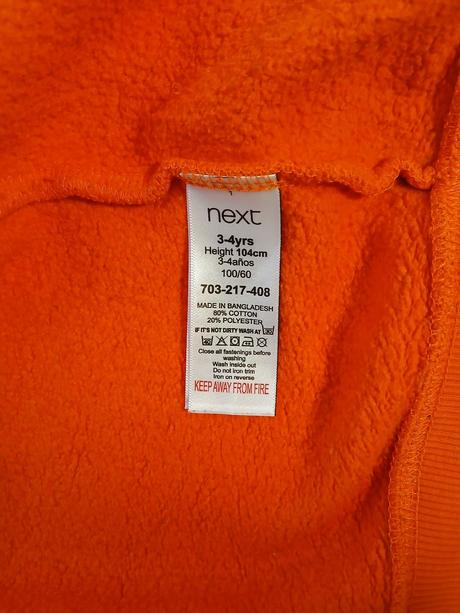 next
3-4yrs
Height 104cm
3-4años
100/60
703-217-408
MADE IN BANGLADESH
80% COTTON
20% POLYESTER
IF IT'S NOT DIRTY WASH AT
Close all fastenings before
washing
Wash inside out
Do not iron trim
Iron on reverse
KEEP AWAY FROM FIRE